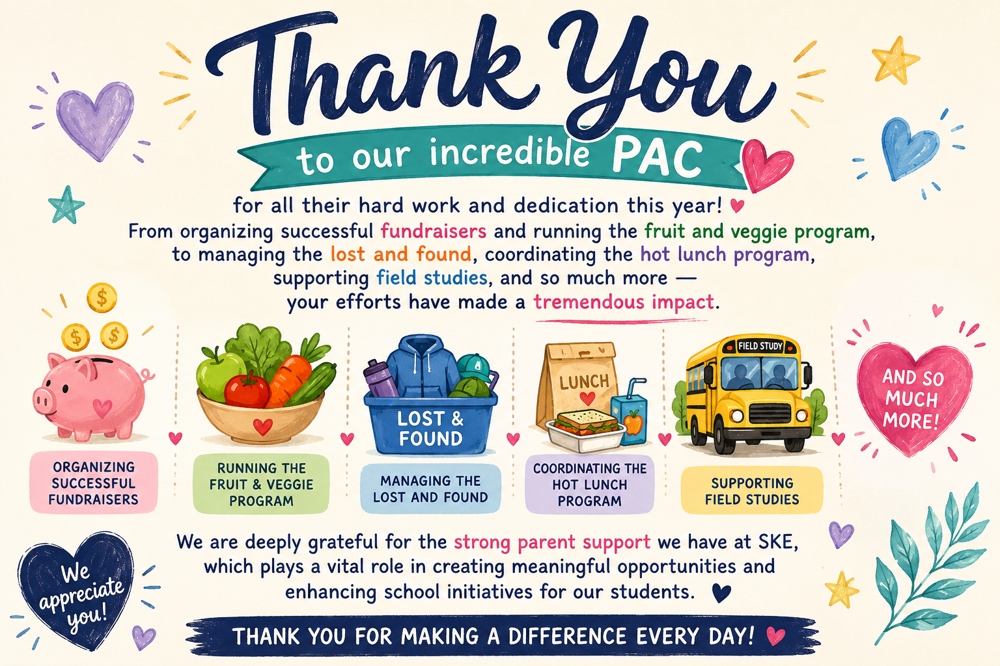 Thank You
to our incredible PAC
for all their hard work and dedication this year!
From organizing successful fundraisers and running the fruit and veggie program,
to managing the lost and found, coordinating the hot lunch program,
supporting field studies, and so much more —
your efforts have made a tremendous impact.
$
$ $
LOST &
FOUND
A
LUNCH
FIELD STUDY
AND SO
MUCH
MORE!
ORGANIZING
SUCCESSFUL
FUNDRAISERS
RUNNING THE
FRUIT & VEGGIE
PROGRAM
MANAGING THE
LOST AND FOUND
COORDINATING THE
HOT LUNCH
PROGRAM
SUPPORTING
FIELD STUDIES
We
appreciate
you!
We are deeply grateful for the strong parent support we have at SKE,
which plays a vital role in creating meaningful opportunities and
enhancing school initiatives for our students.
THANK YOU FOR MAKING A DIFFERENCE EVERY DAY!